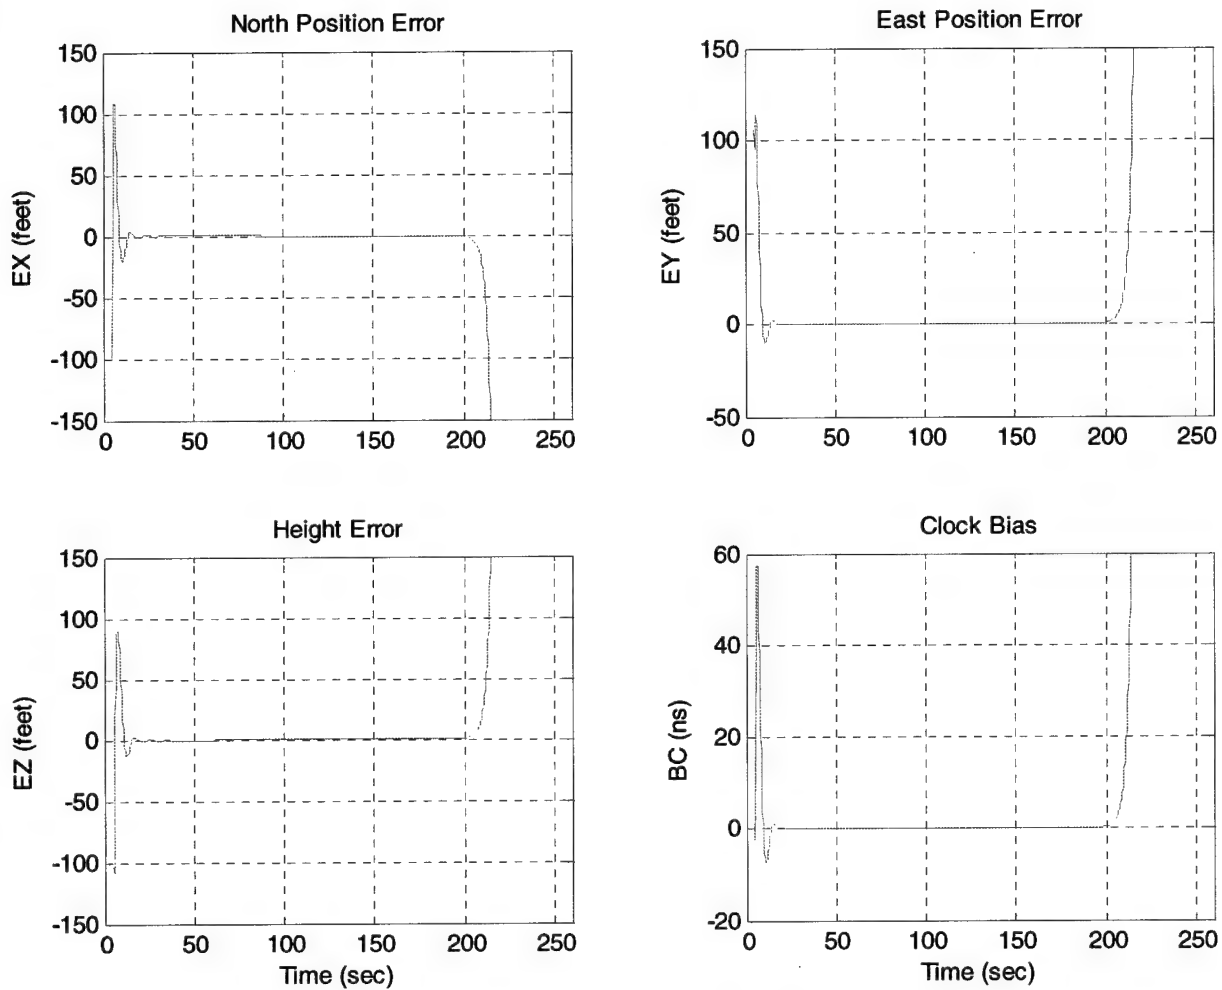 North Position Error
150
100
50
0
-50
-100
-150
EX (feet)
0 50 100 150 200 250
East Position Error
150
100
50
0
-50
EY (feet)
0 50 100 150 200 250
Height Error
150
100
50
0
-50
-100
-150
EZ (feet)
0 50 100 150 200 250
Time (sec)
Clock Bias
60
40
20
0
-20
BC (ns)
0 50 100 150 200 250
Time (sec)